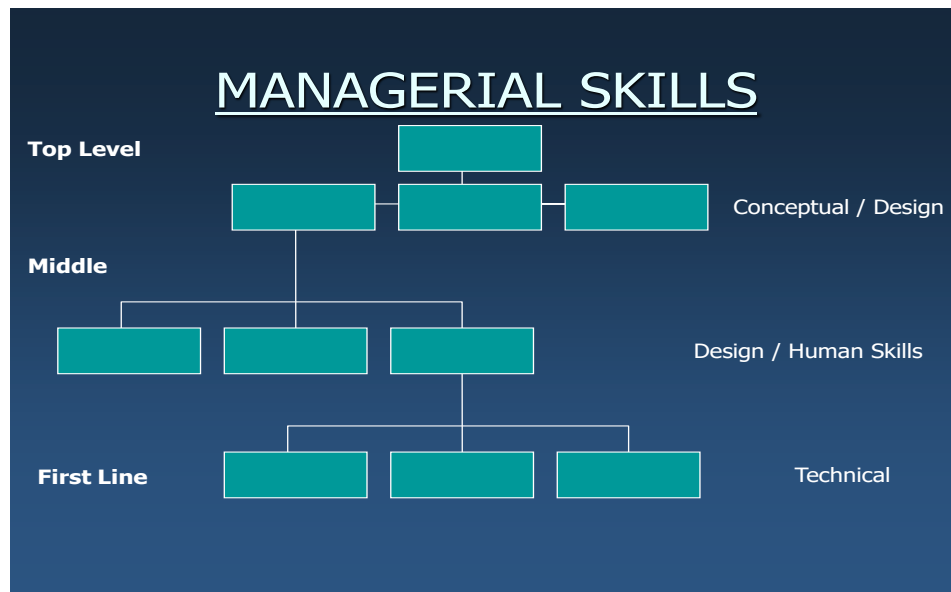 MANAGERIAL SKILLS
Top Level
Conceptual / Design
Middle
Design / Human Skills
First Line
Technical